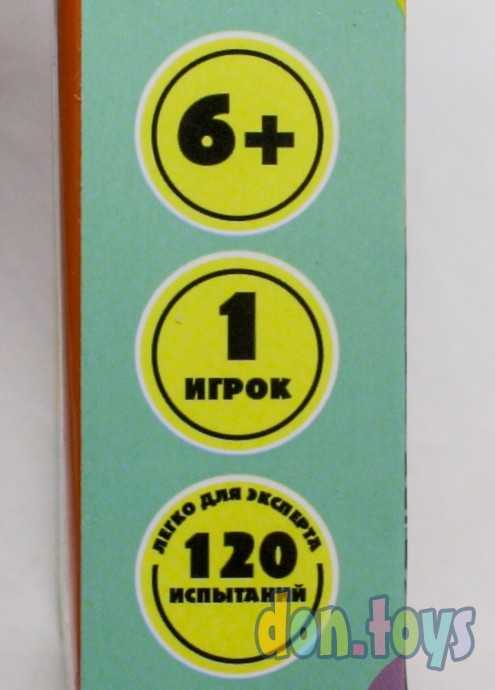 6+
1
ИГРОК
ЛЕГКО ДЛЯ ЭКСПЕРТА
120
ИСПЫТАНИЙ
don.toys